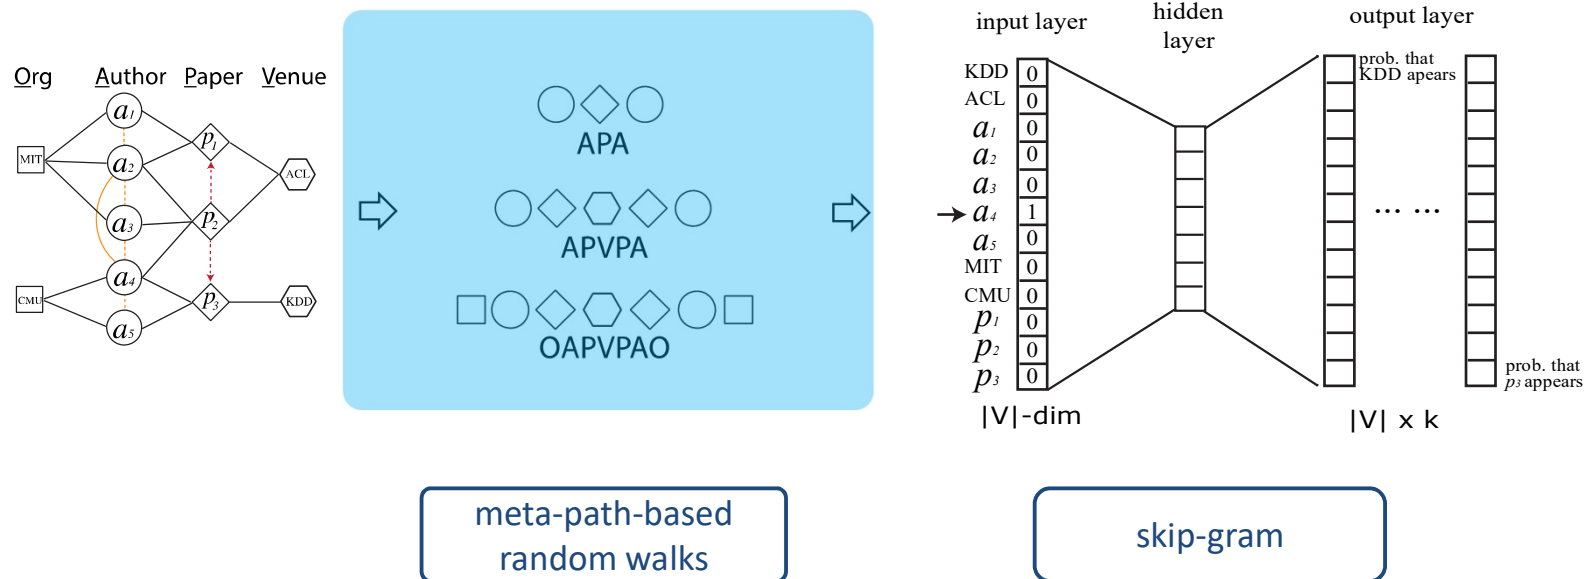 Org Author Paper Venue
a1
a2
a3
a4
a5
MIT
CMU
p1
p2
p3
ACL
KDD
APA
APVPA
OAPVPAO
meta-path-based
random walks
input layer
hidden
layer
output layer
KDD 0
ACL 0
a1 0
a2 0
a3 0
a4 1
a5 0
MIT 0
CMU 0
p1 0
p2 0
p3 0
|V|-dim
prob. that
KDD apears
... ...
prob. that
p3 appears
|V| x k
skip-gram